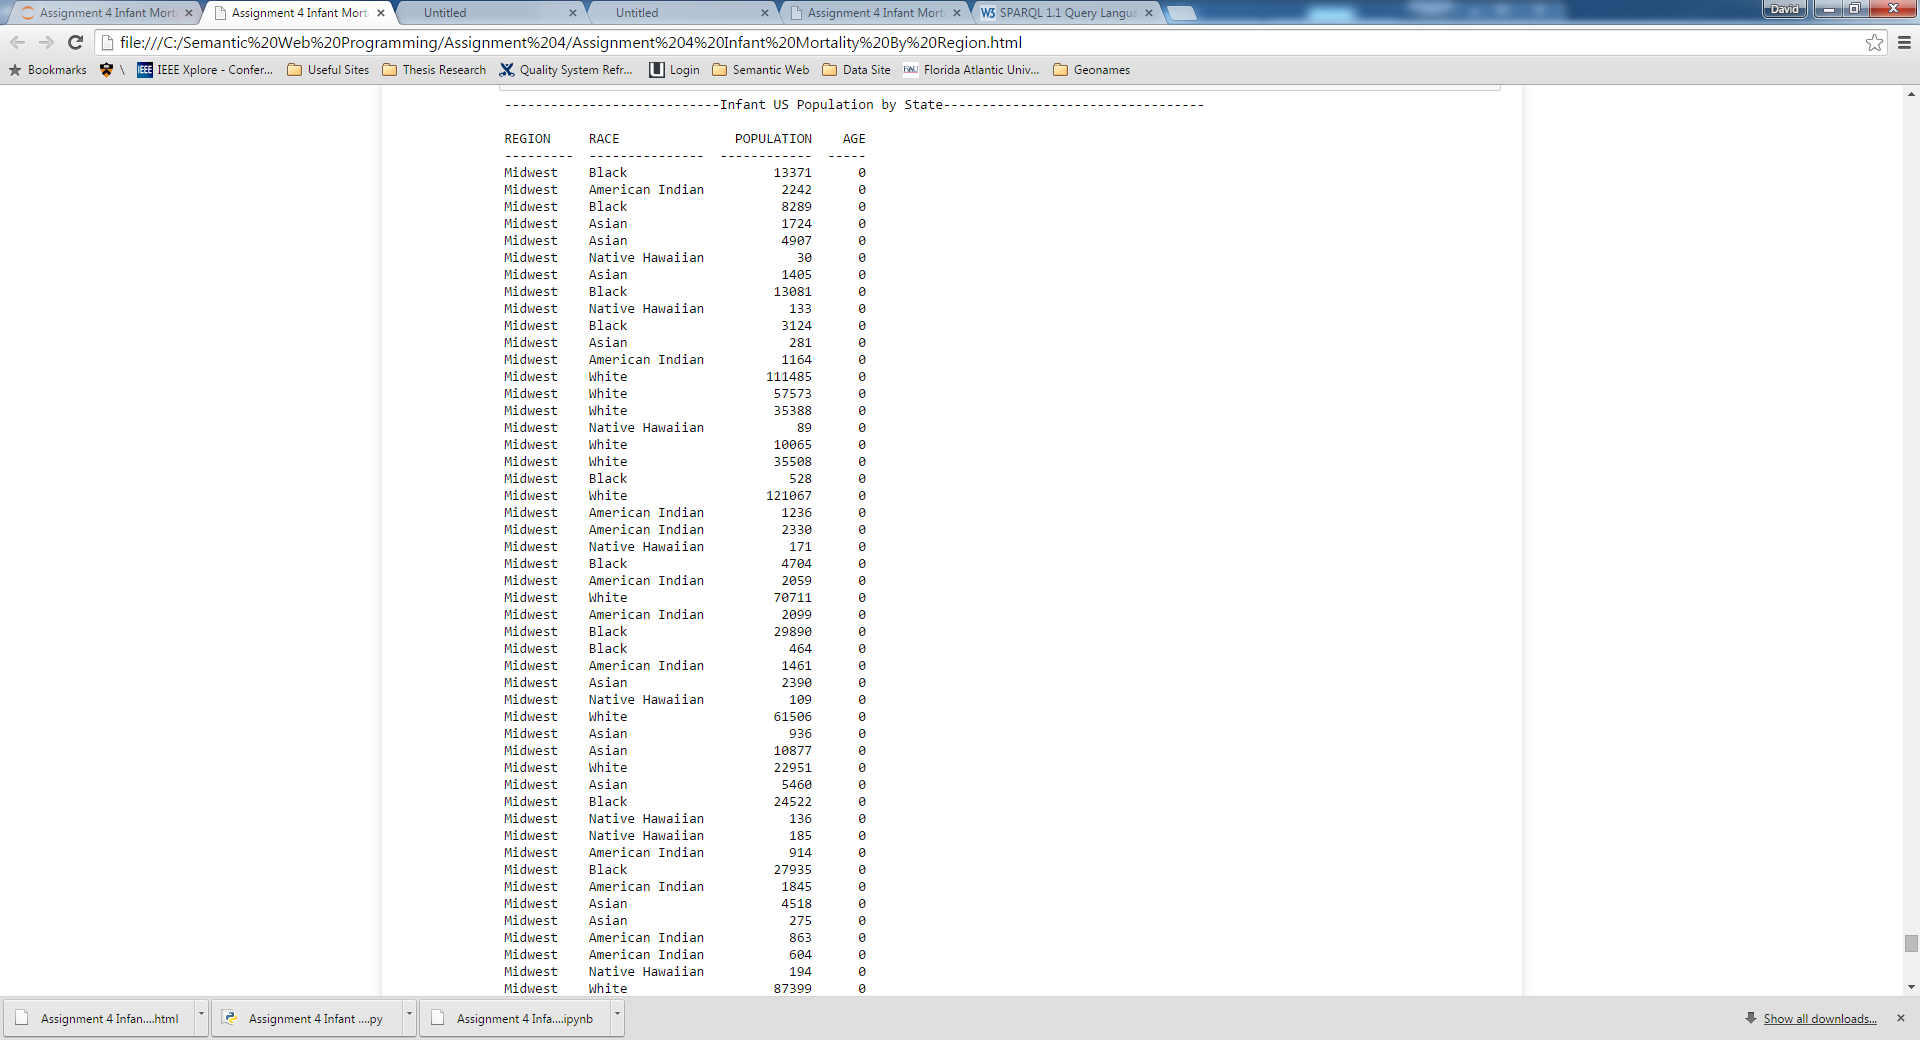 Assignment 4 Infant Mort Assignment 4 Infant Mort Untitled Untitled Assignment 4 Infant Mort W3 SPARQL 1.1 Query Langua David
file:///C:/Semantic%20Web%20Programming/Assignment%204/Assignment%204%20Infant%20Mortality%20By%20Region.html
Bookmarks \ IEEE IEEE Xplore - Confer... Useful Sites Thesis Research Quality System Refr... Login Semantic Web Data Site FAU Florida Atlantic Univ... Geonames
----------------------------Infant US Population by State----------------------------------
REGION RACE POPULATION AGE
--------- --------------- ------------ -----
Midwest Black 13371 0
Midwest American Indian 2242 0
Midwest Black 8289 0
Midwest Asian 1724 0
Midwest Asian 4907 0
Midwest Native Hawaiian 30 0
Midwest Asian 1405 0
Midwest Black 13081 0
Midwest Native Hawaiian 133 0
Midwest Black 3124 0
Midwest Asian 281 0
Midwest American Indian 1164 0
Midwest White 111485 0
Midwest White 57573 0
Midwest White 35388 0
Midwest Native Hawaiian 89 0
Midwest White 10065 0
Midwest White 35508 0
Midwest Black 528 0
Midwest White 121067 0
Midwest American Indian 1236 0
Midwest American Indian 2330 0
Midwest Native Hawaiian 171 0
Midwest Black 4704 0
Midwest American Indian 2059 0
Midwest White 70711 0
Midwest American Indian 2099 0
Midwest Black 29890 0
Midwest Black 464 0
Midwest American Indian 1461 0
Midwest Asian 2390 0
Midwest Native Hawaiian 109 0
Midwest White 61506 0
Midwest Asian 936 0
Midwest Asian 10877 0
Midwest White 22951 0
Midwest Asian 5460 0
Midwest Black 24522 0
Midwest Native Hawaiian 136 0
Midwest Native Hawaiian 185 0
Midwest American Indian 914 0
Midwest Black 27935 0
Midwest American Indian 1845 0
Midwest Asian 4518 0
Midwest Asian 275 0
Midwest American Indian 863 0
Midwest American Indian 604 0
Midwest Native Hawaiian 194 0
Midwest White 87399 0
Assignment 4 Infan....html Assignment 4 Infant ....py Assignment 4 Infa....ipynb Show all downloads...